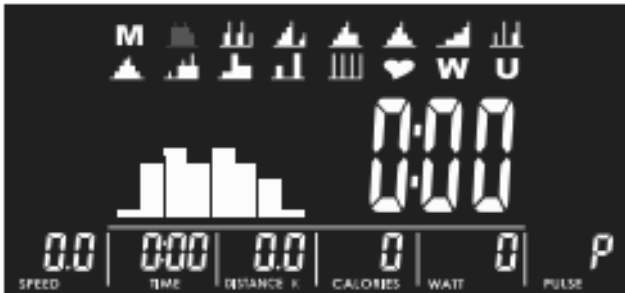 M
W U
0:00
0.0 0:00 0.0 0 0 P
SPEED TIME DISTANCE K CALORIES WATT PULSE